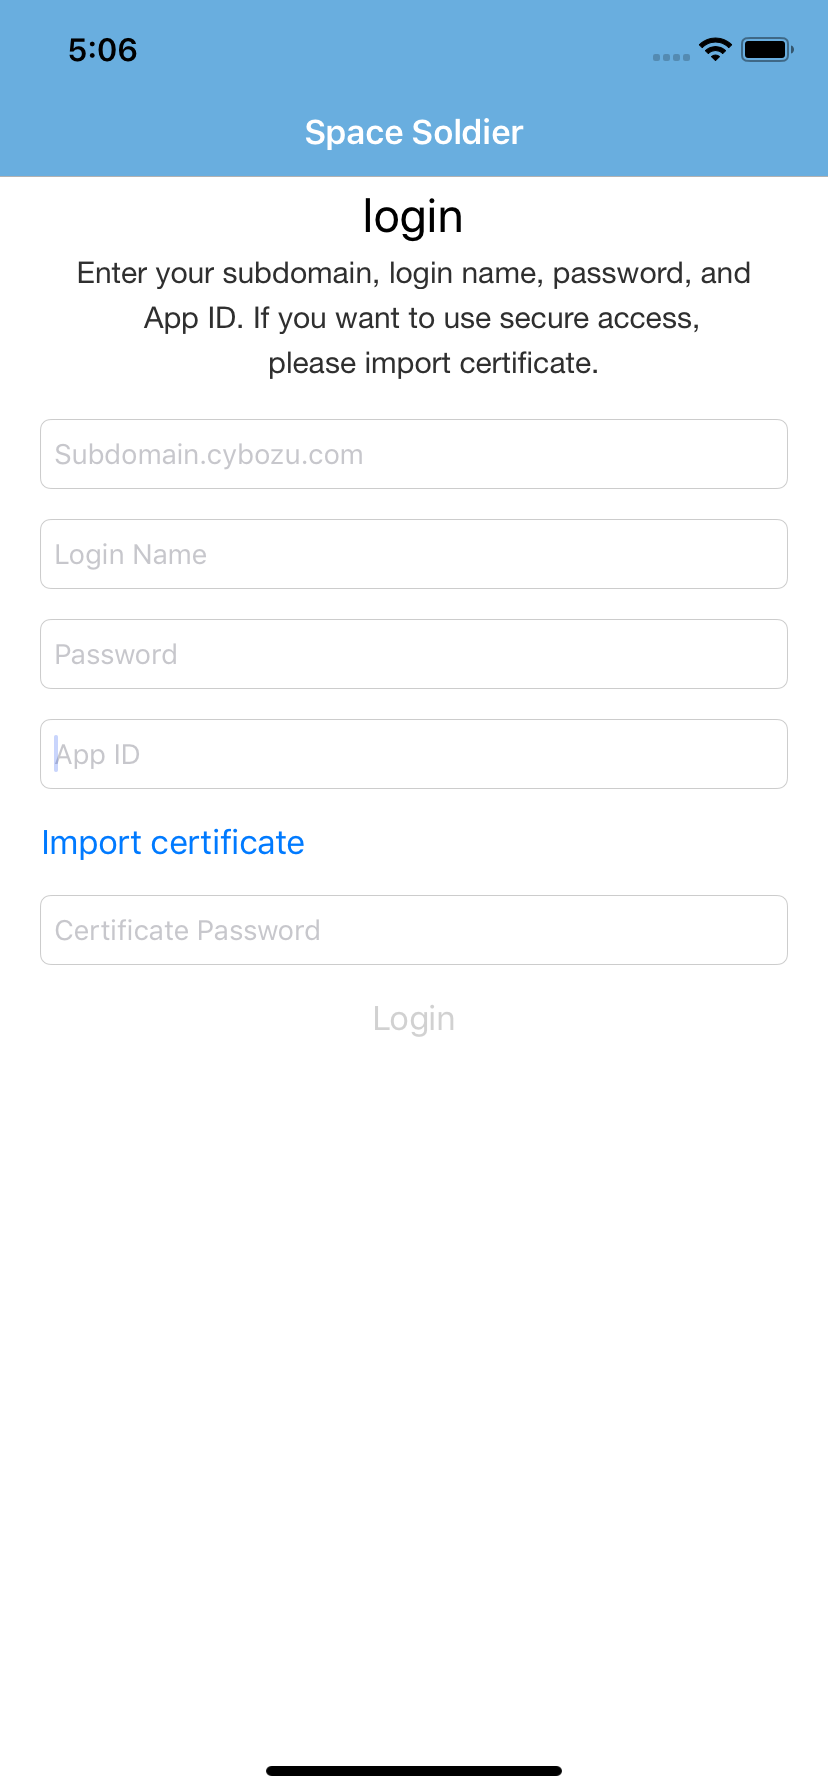 5:06
Space Soldier
login
Enter your subdomain, login name, password, and
App ID. If you want to use secure access,
please import certificate.
Subdomain.cybozu.com
Login Name
Password
App ID
Import certificate
Certificate Password
Login